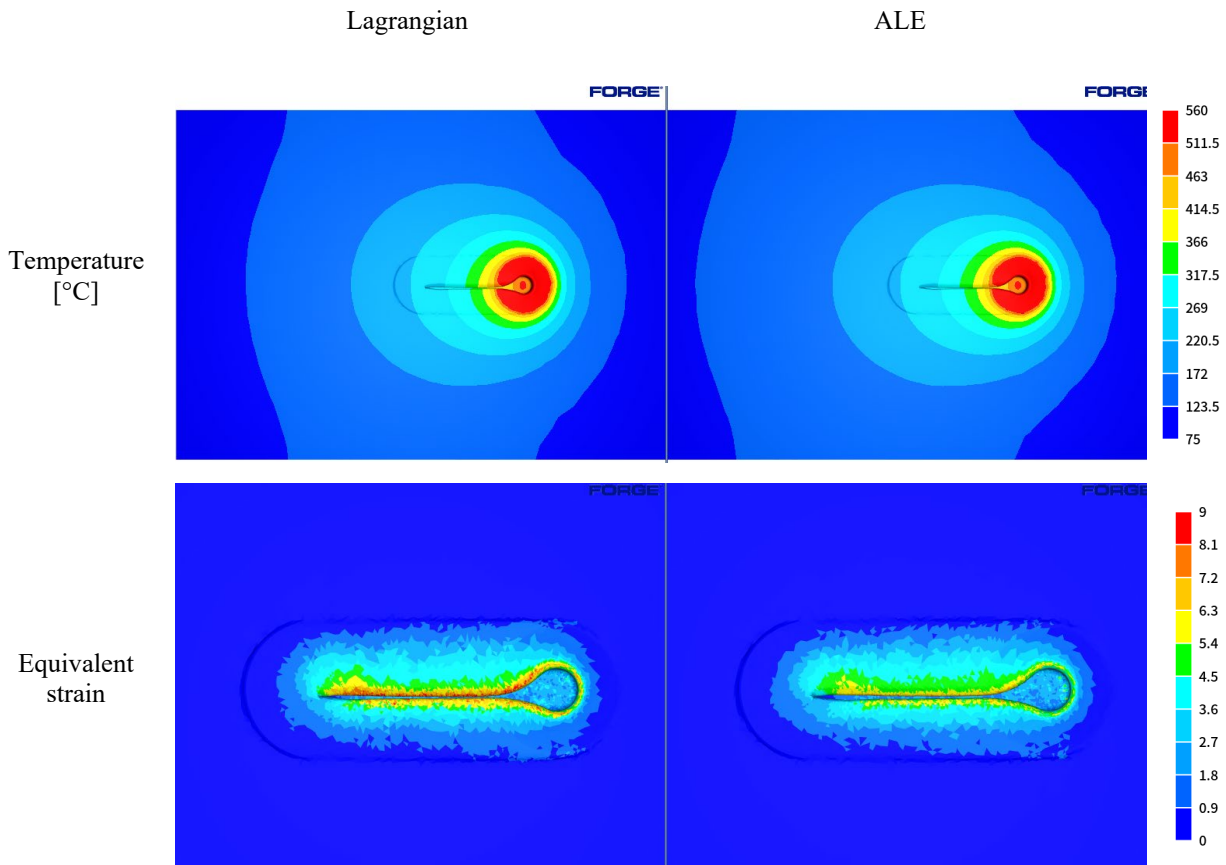 Lagrangian
ALE
FORGE
FORGE
Temperature
[°C]
560
511.5
463
414.5
366
317.5
269
220.5
172
123.5
75
FORGE
FORGE
Equivalent
strain
9
8.1
7.2
6.3
5.4
4.5
3.6
2.7
1.8
0.9
0